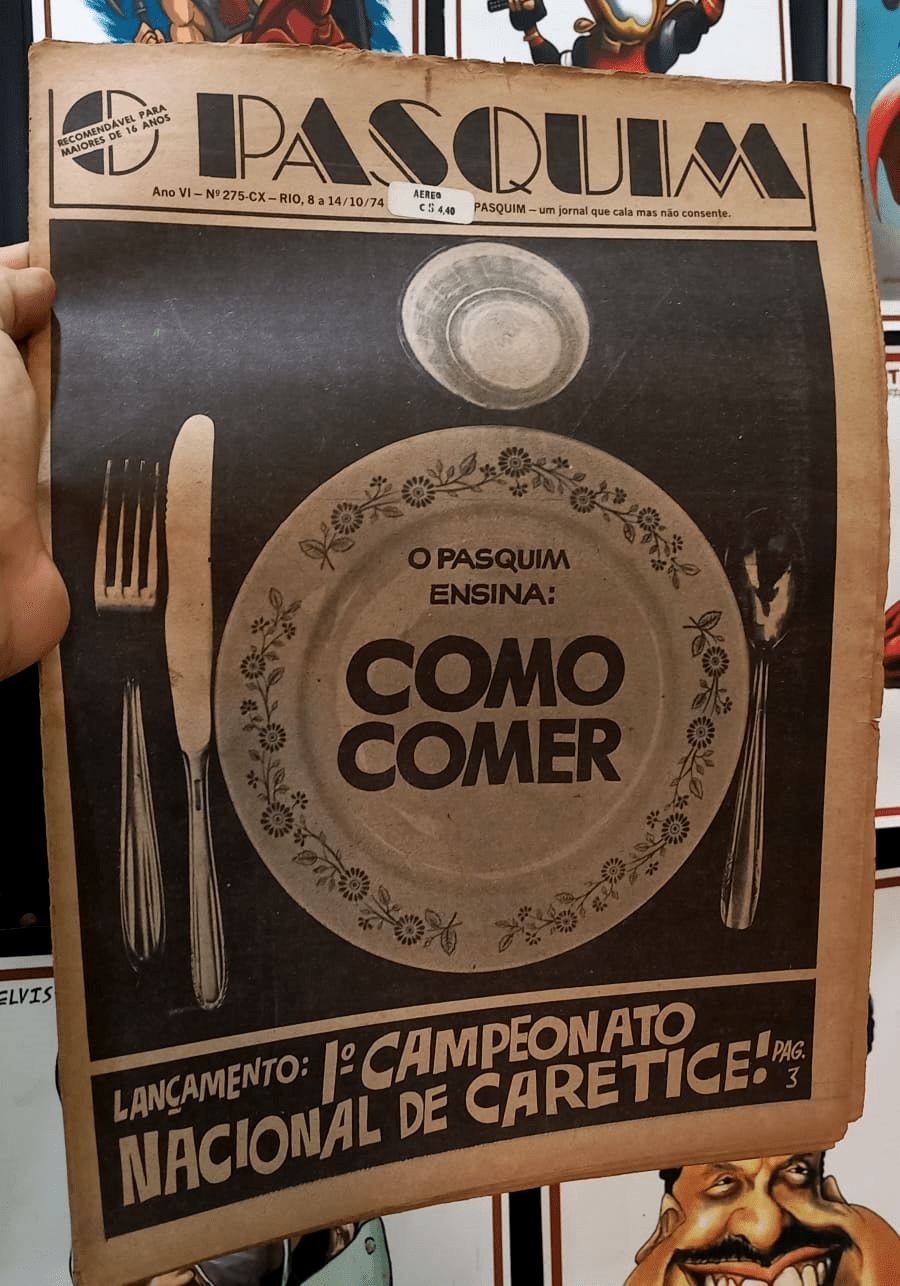 O PASQUIM
RECOMENDÁVEL PARA
MAIORES DE 16 ANOS
Ano VI – Nº 275-CX – RIO, 8 a 14/10/74
AEREO
C$ 4,40
PASQUIM – um jornal que cala mas não consente.
O PASQUIM
ENSINA:
COMO
COMER
LANÇAMENTO: 1º CAMPEONATO
NACIONAL DE CARETICE! PAG.
3
ELVIS